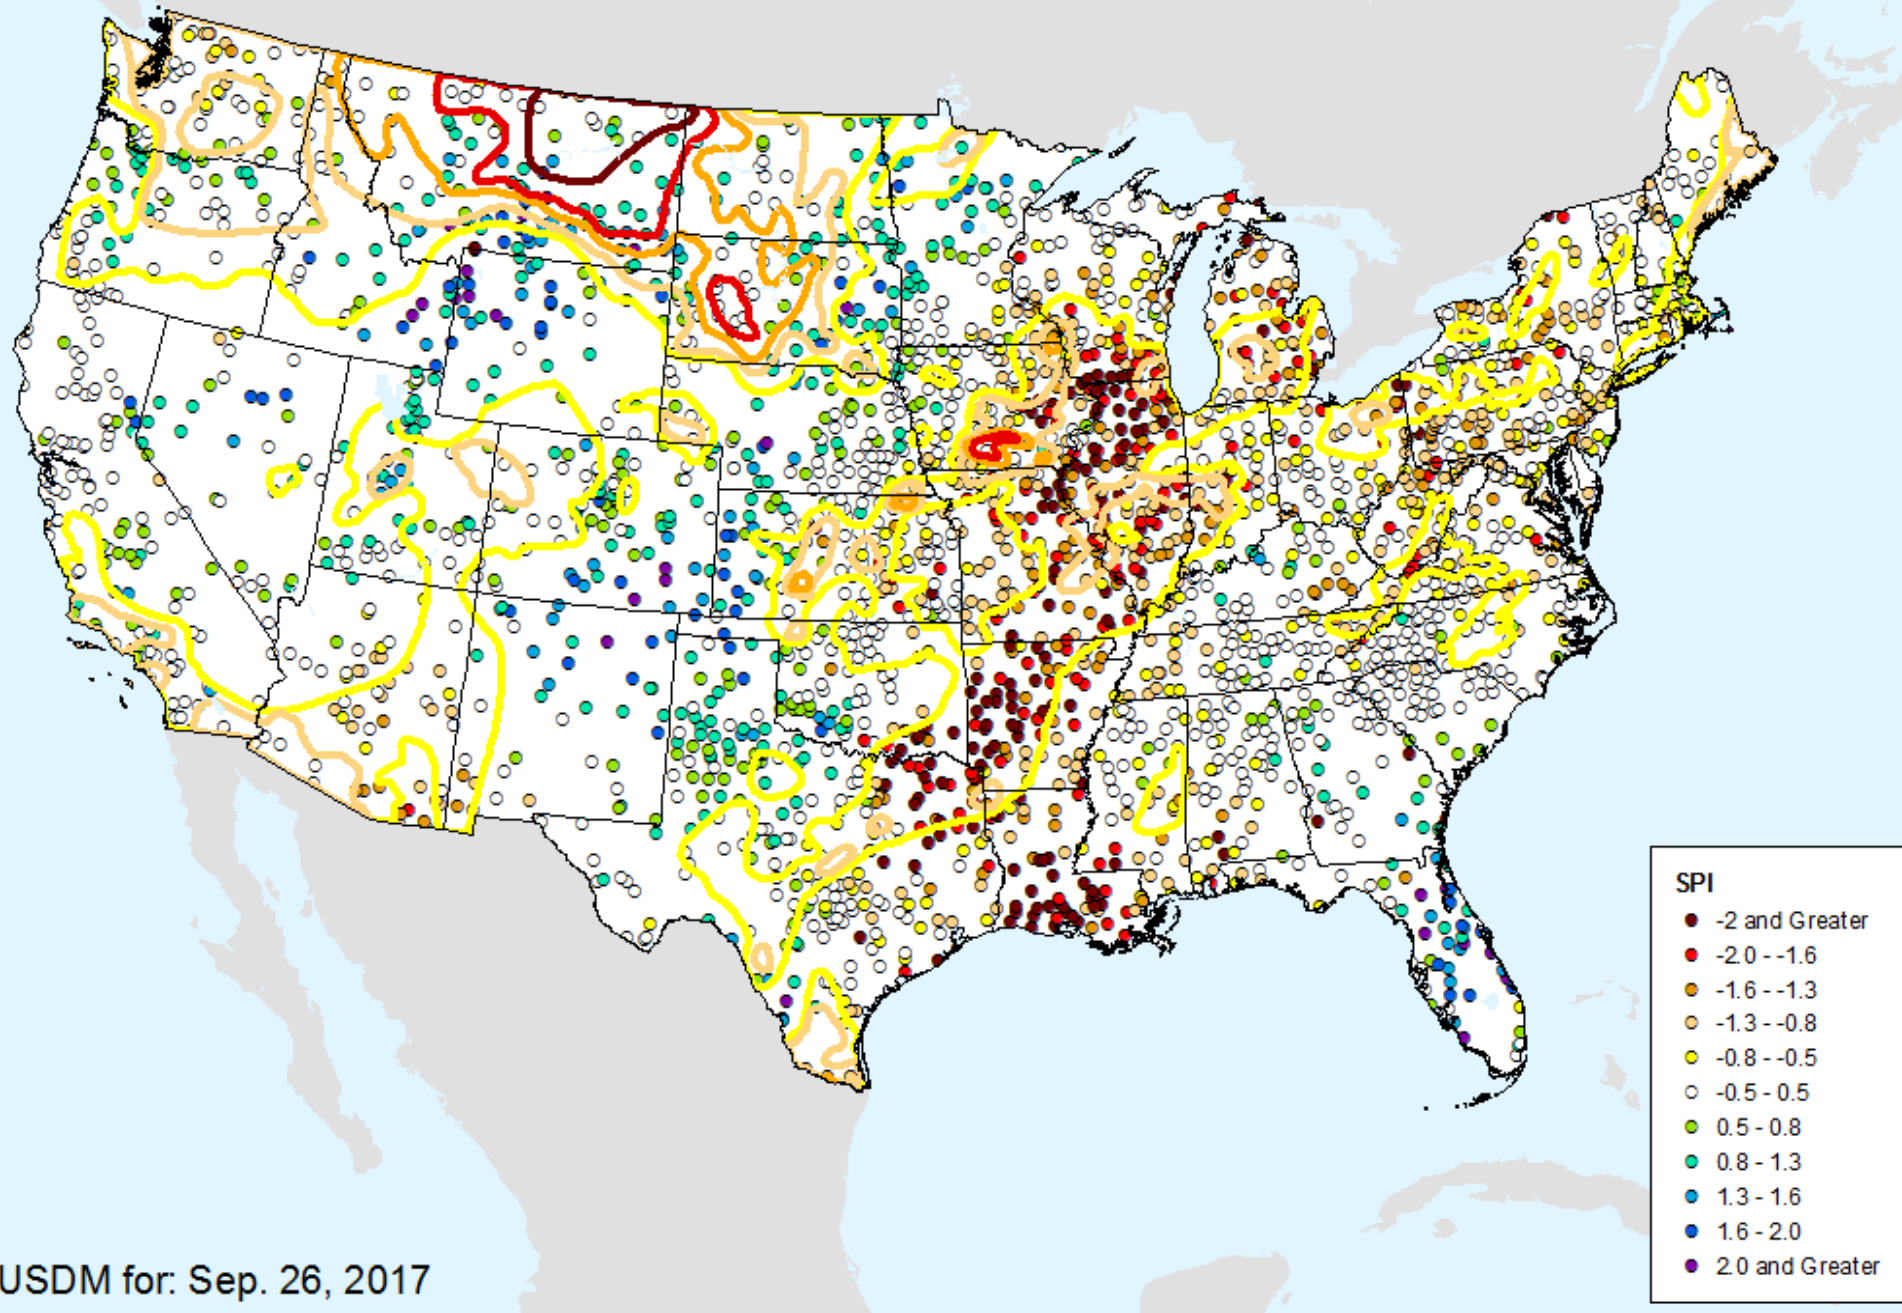 SPI
-2 and Greater
-2.0 - -1.6
-1.6 - -1.3
-1.3 - -0.8
-0.8 - -0.5
-0.5 - 0.5
0.5 - 0.8
0.8 - 1.3
1.3 - 1.6
1.6 - 2.0
2.0 and Greater
USDM for: Sep. 26, 2017